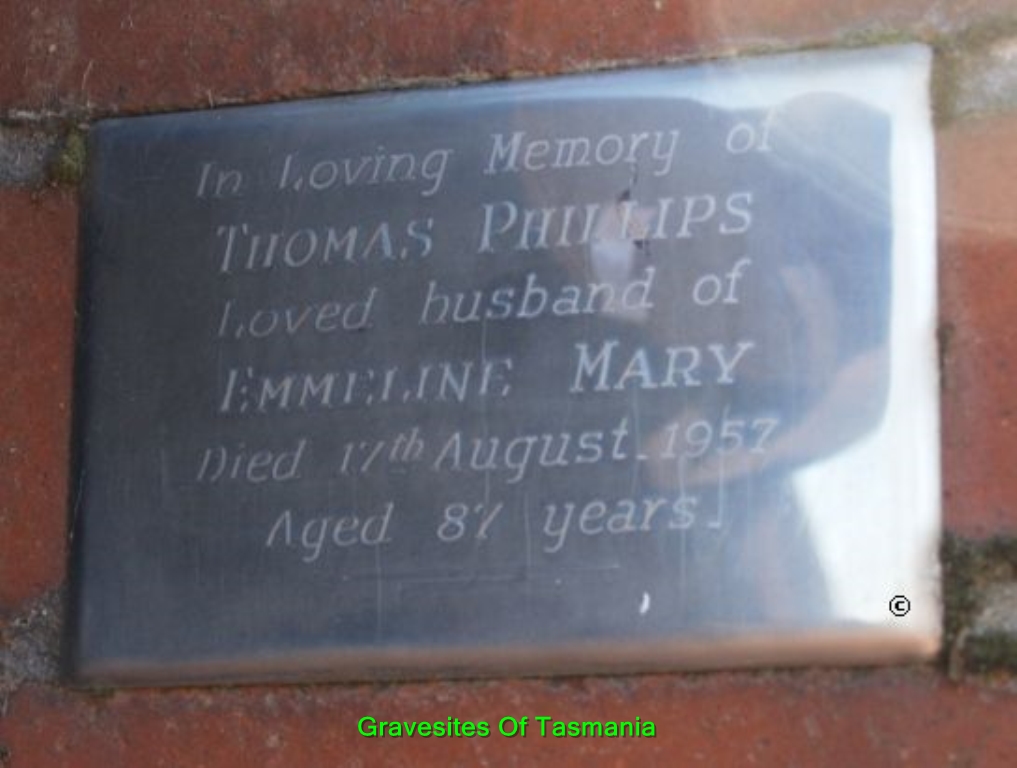 In Loving Memory of
THOMAS PHILLIPS
Loved husband of
EMMELINE MARY
Died 17th August 1957
Aged 87 years.
©
Gravesites Of Tasmania